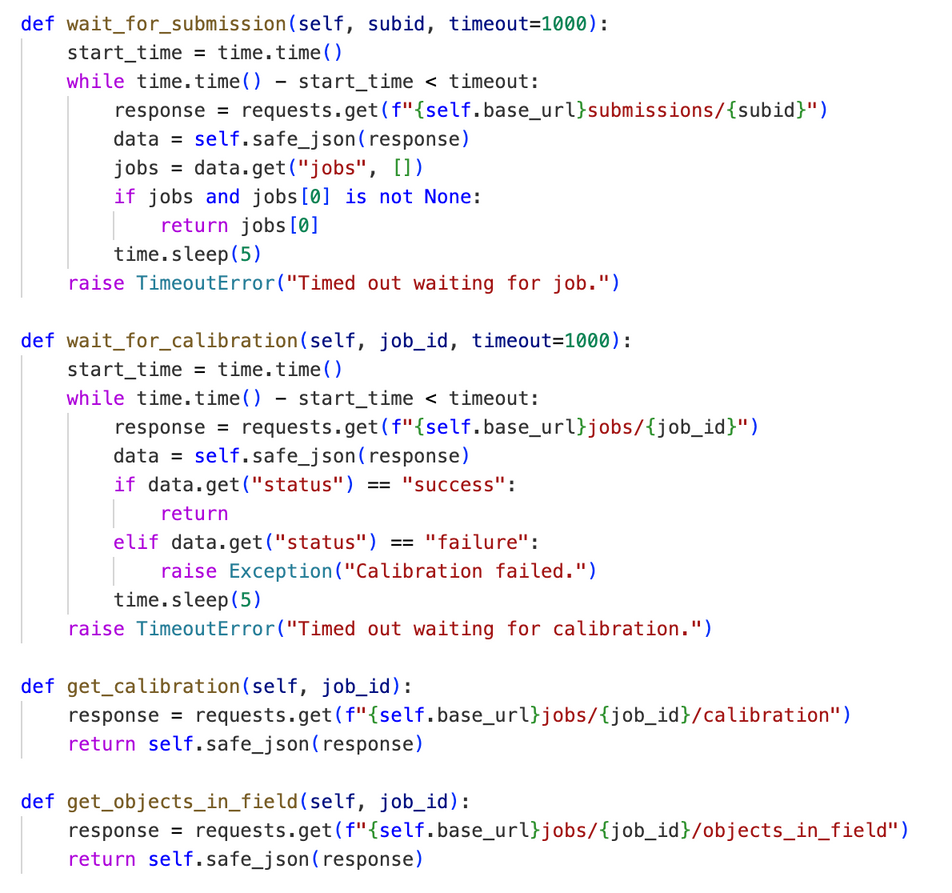 def wait_for_submission(self, subid, timeout=1000):
    start_time = time.time()
    while time.time() - start_time < timeout:
        response = requests.get(f"{self.base_url}submissions/{subid}")
        data = self.safe_json(response)
        jobs = data.get("jobs", [])
        if jobs and jobs[0] is not None:
            return jobs[0]
        time.sleep(5)
    raise TimeoutError("Timed out waiting for job.")

def wait_for_calibration(self, job_id, timeout=1000):
    start_time = time.time()
    while time.time() - start_time < timeout:
        response = requests.get(f"{self.base_url}jobs/{job_id}")
        data = self.safe_json(response)
        if data.get("status") == "success":
            return
        elif data.get("status") == "failure":
            raise Exception("Calibration failed.")
        time.sleep(5)
    raise TimeoutError("Timed out waiting for calibration.")

def get_calibration(self, job_id):
    response = requests.get(f"{self.base_url}jobs/{job_id}/calibration")
    return self.safe_json(response)

def get_objects_in_field(self, job_id):
    response = requests.get(f"{self.base_url}jobs/{job_id}/objects_in_field")
    return self.safe_json(response)